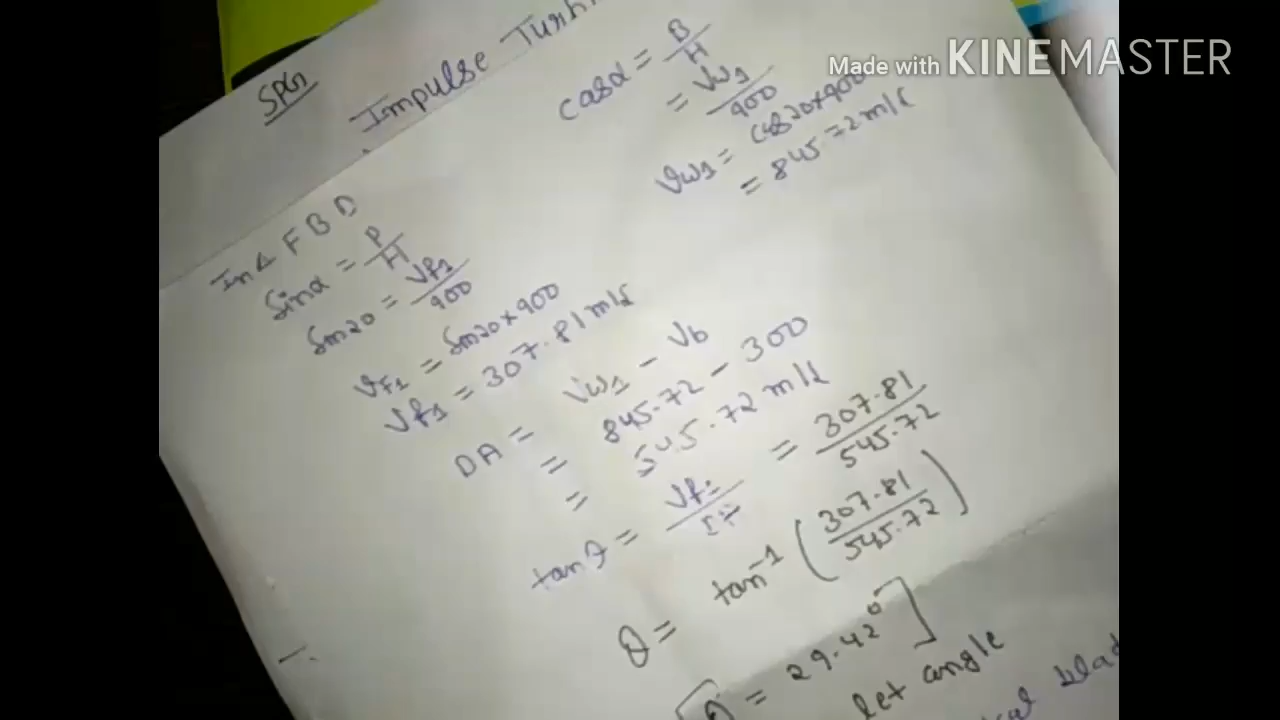 Made with KINEMASTER
Soln
Impulse
cosα = B/H
= Vw1/900
Vw1 = cos20×900
= 845.72 m/s
In Δ FBD
Sinα = P/H
Sin20 = Vf1/900
Vf1 = Sin20×900
Vf1 = 307.81 m/s
DA = Vw1 - Vb
= 845.72 - 300
= 545.72 m/s
tanθ = Vf1/ = 307.81/545.72
θ = tan⁻¹ (307.81/545.72)
θ = 29.42°]
let angle